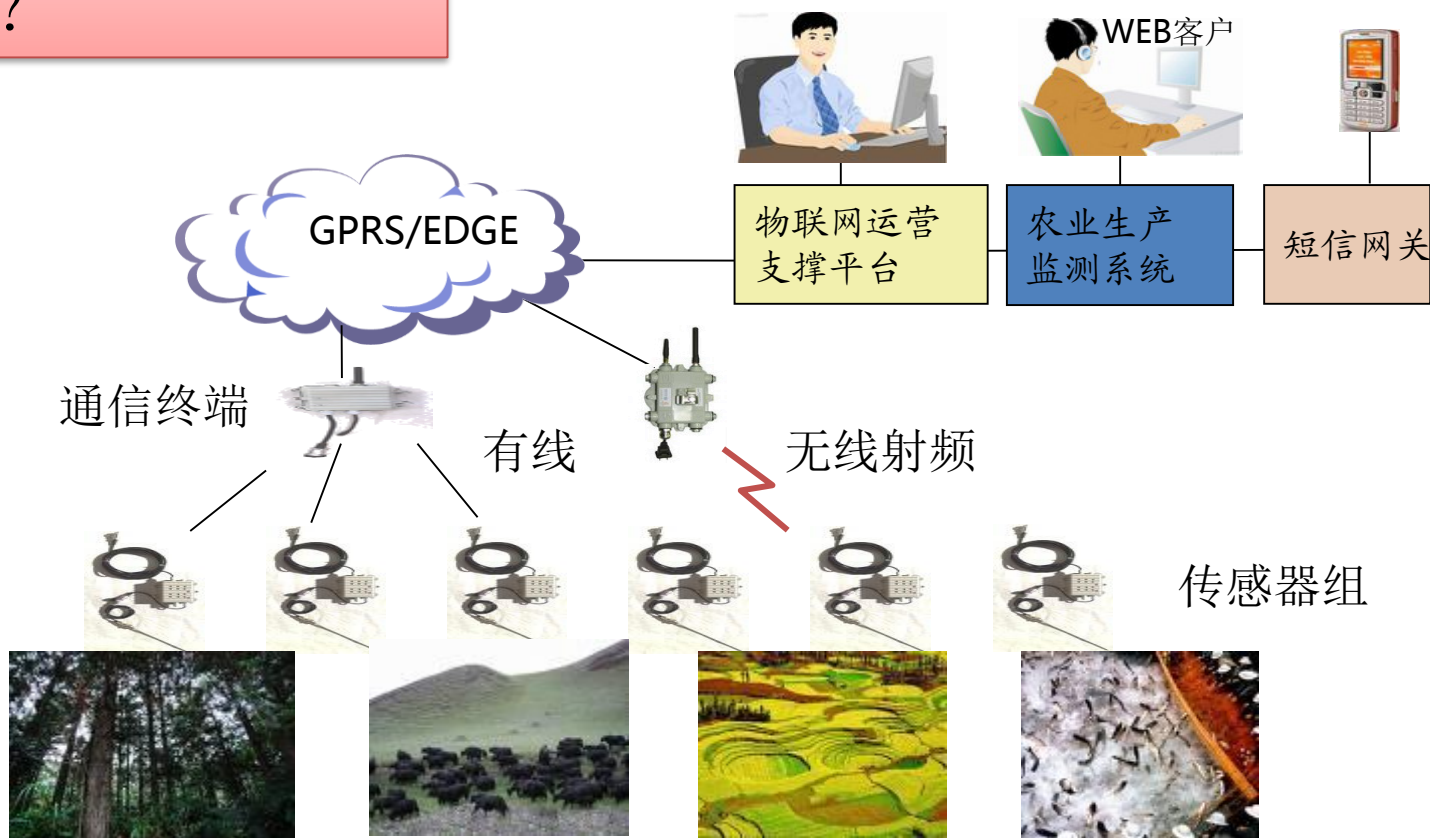 ?
WEB客户
GPRS/EDGE
物联网运营
支撑平台
农业生产
监测系统
短信网关
通信终端
有线
无线射频
传感器组